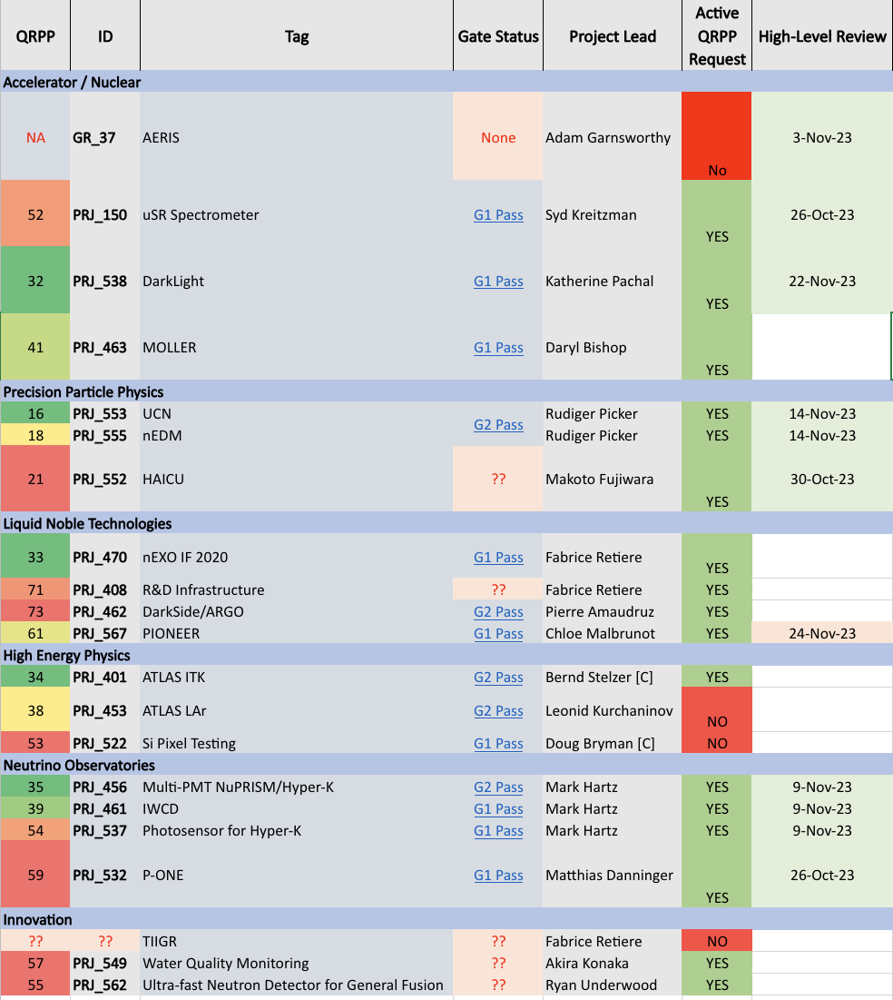 QRPP ID Tag Gate Status Project Lead Active QRPP Request High-Level Review
Accelerator / Nuclear
NA GR_37 AERIS None Adam Garnsworthy No 3-Nov-23
52 PRJ_150 uSR Spectrometer G1 Pass Syd Kreitzman YES 26-Oct-23
32 PRJ_538 DarkLight G1 Pass Katherine Pachal YES 22-Nov-23
41 PRJ_463 MOLLER G1 Pass Daryl Bishop YES
Precision Particle Physics
16 PRJ_553 UCN G2 Pass Rudiger Picker YES 14-Nov-23
18 PRJ_555 nEDM Rudiger Picker YES 14-Nov-23
21 PRJ_552 HAICU ?? Makoto Fujiwara YES 30-Oct-23
Liquid Noble Technologies
33 PRJ_470 nEXO IF 2020 G1 Pass Fabrice Retiere YES
71 PRJ_408 R&D Infrastructure ?? Fabrice Retiere YES
73 PRJ_462 DarkSide/ARGO G2 Pass Pierre Amaudruz YES
61 PRJ_567 PIONEER G1 Pass Chloe Malbrunot YES 24-Nov-23
High Energy Physics
34 PRJ_401 ATLAS ITK G2 Pass Bernd Stelzer [C] YES
38 PRJ_453 ATLAS LAr G2 Pass Leonid Kurchaninov NO
53 PRJ_522 Si Pixel Testing G1 Pass Doug Bryman [C] NO
Neutrino Observatories
35 PRJ_456 Multi-PMT NuPRISM/Hyper-K G2 Pass Mark Hartz YES 9-Nov-23
39 PRJ_461 IWCD G1 Pass Mark Hartz YES 9-Nov-23
54 PRJ_537 Photosensor for Hyper-K G1 Pass Mark Hartz YES 9-Nov-23
59 PRJ_532 P-ONE G1 Pass Matthias Danninger YES 26-Oct-23
Innovation
?? ?? TIIGR ?? Fabrice Retiere NO
57 PRJ_549 Water Quality Monitoring ?? Akira Konaka YES
55 PRJ_562 Ultra-fast Neutron Detector for General Fusion ?? Ryan Underwood YES